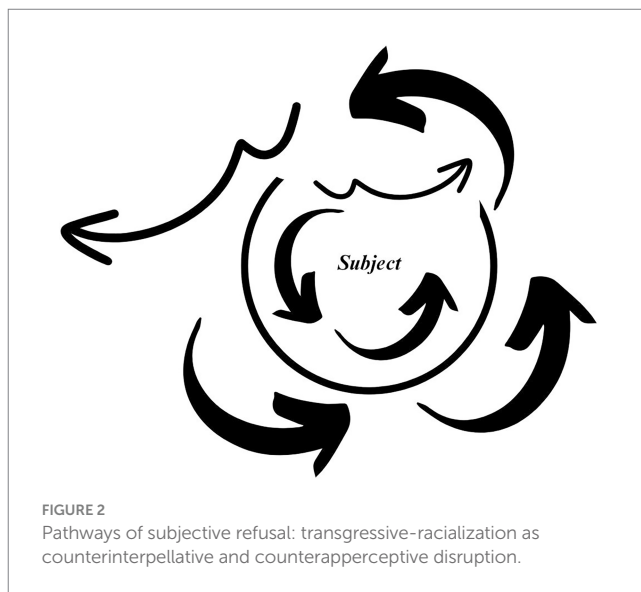 Subject
FIGURE 2
Pathways of subjective refusal: transgressive-racialization as
counterinterpellative and counterapperceptive disruption.